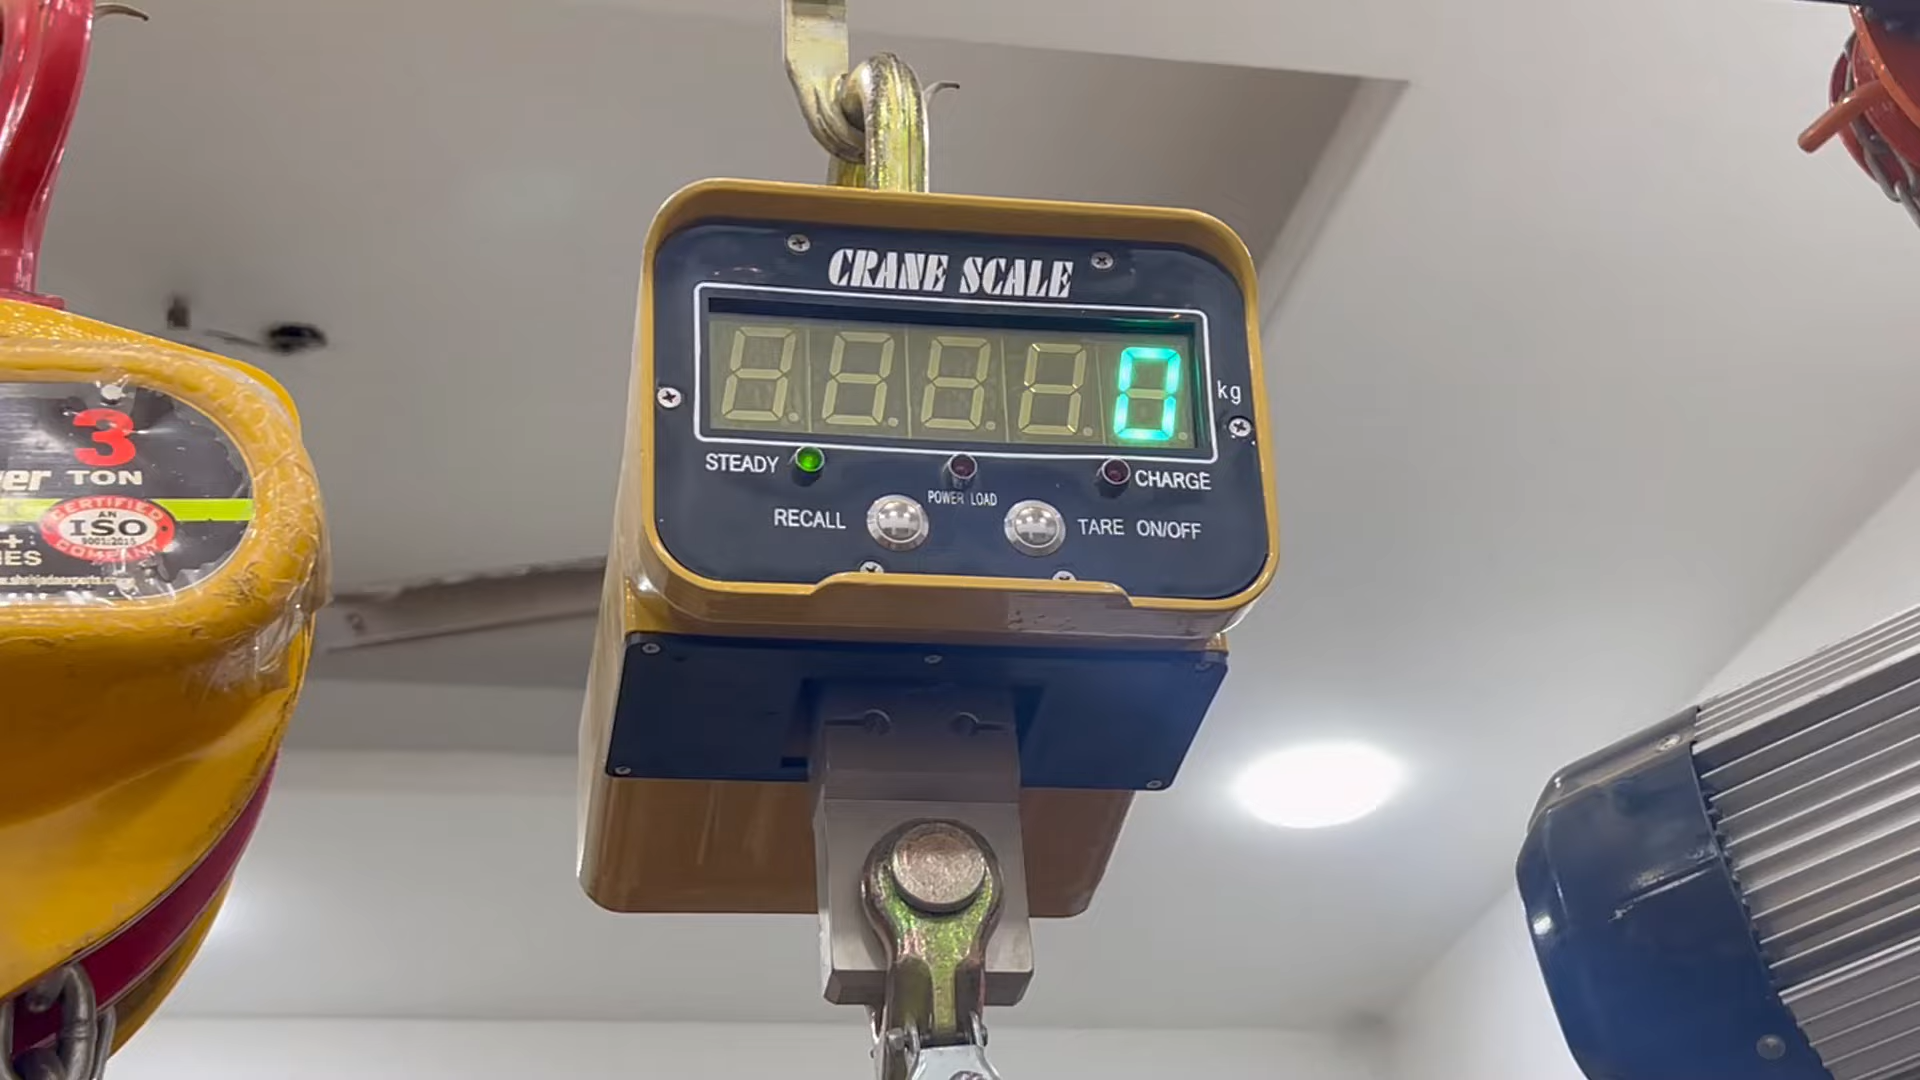 CRANE SCALE
0
kg
STEADY
CHARGE
POWER LOAD
RECALL
TARE ON/OFF
3
TON
CERTIFIED
AN
ISO
9001:2015
COMPANY